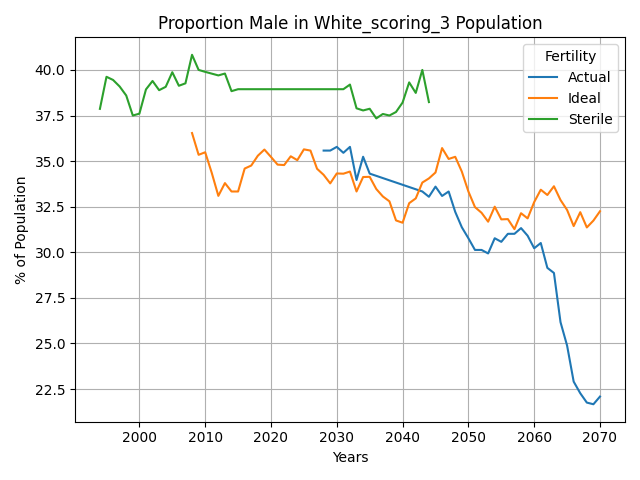 Proportion Male in White_scoring_3 Population
Fertility
Actual
Ideal
Sterile
% of Population
40.0
37.5
35.0
32.5
30.0
27.5
25.0
22.5
2000
2010
2020
2030
2040
2050
2060
2070
Years